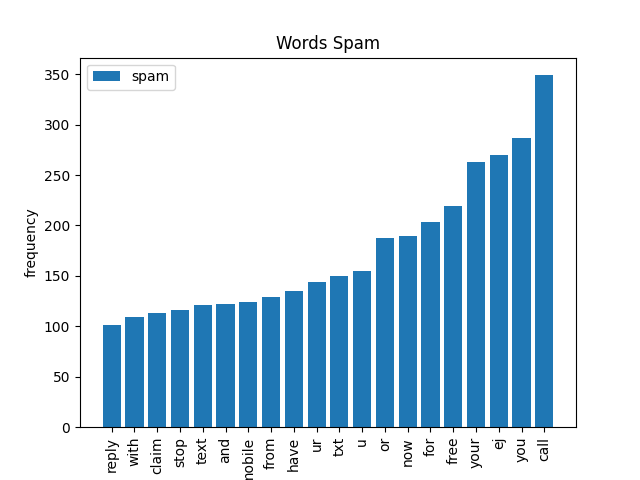 Words Spam
spam
frequency
350
300
250
200
150
100
50
0
reply
with
claim
stop
text
and
nobile
from
have
ur
txt
u
or
now
for
free
your
ej
you
call